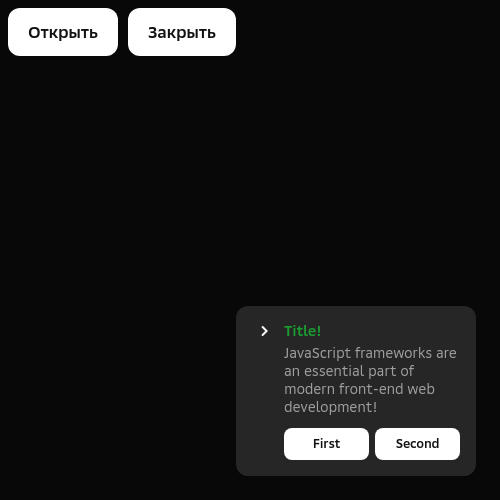 Открыть Закрыть
Title!
JavaScript frameworks are
an essential part of
modern front-end web
development!
First Second